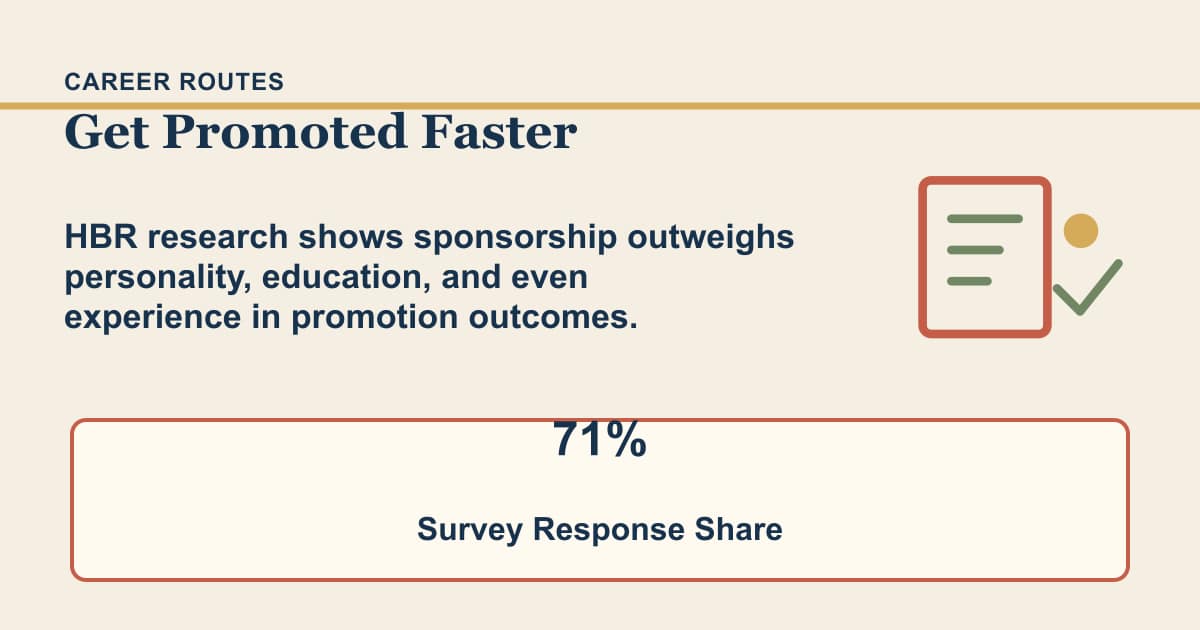 CAREER ROUTES
Get Promoted Faster
HBR research shows sponsorship outweighs
personality, education, and even
experience in promotion outcomes.
71%
Survey Response Share